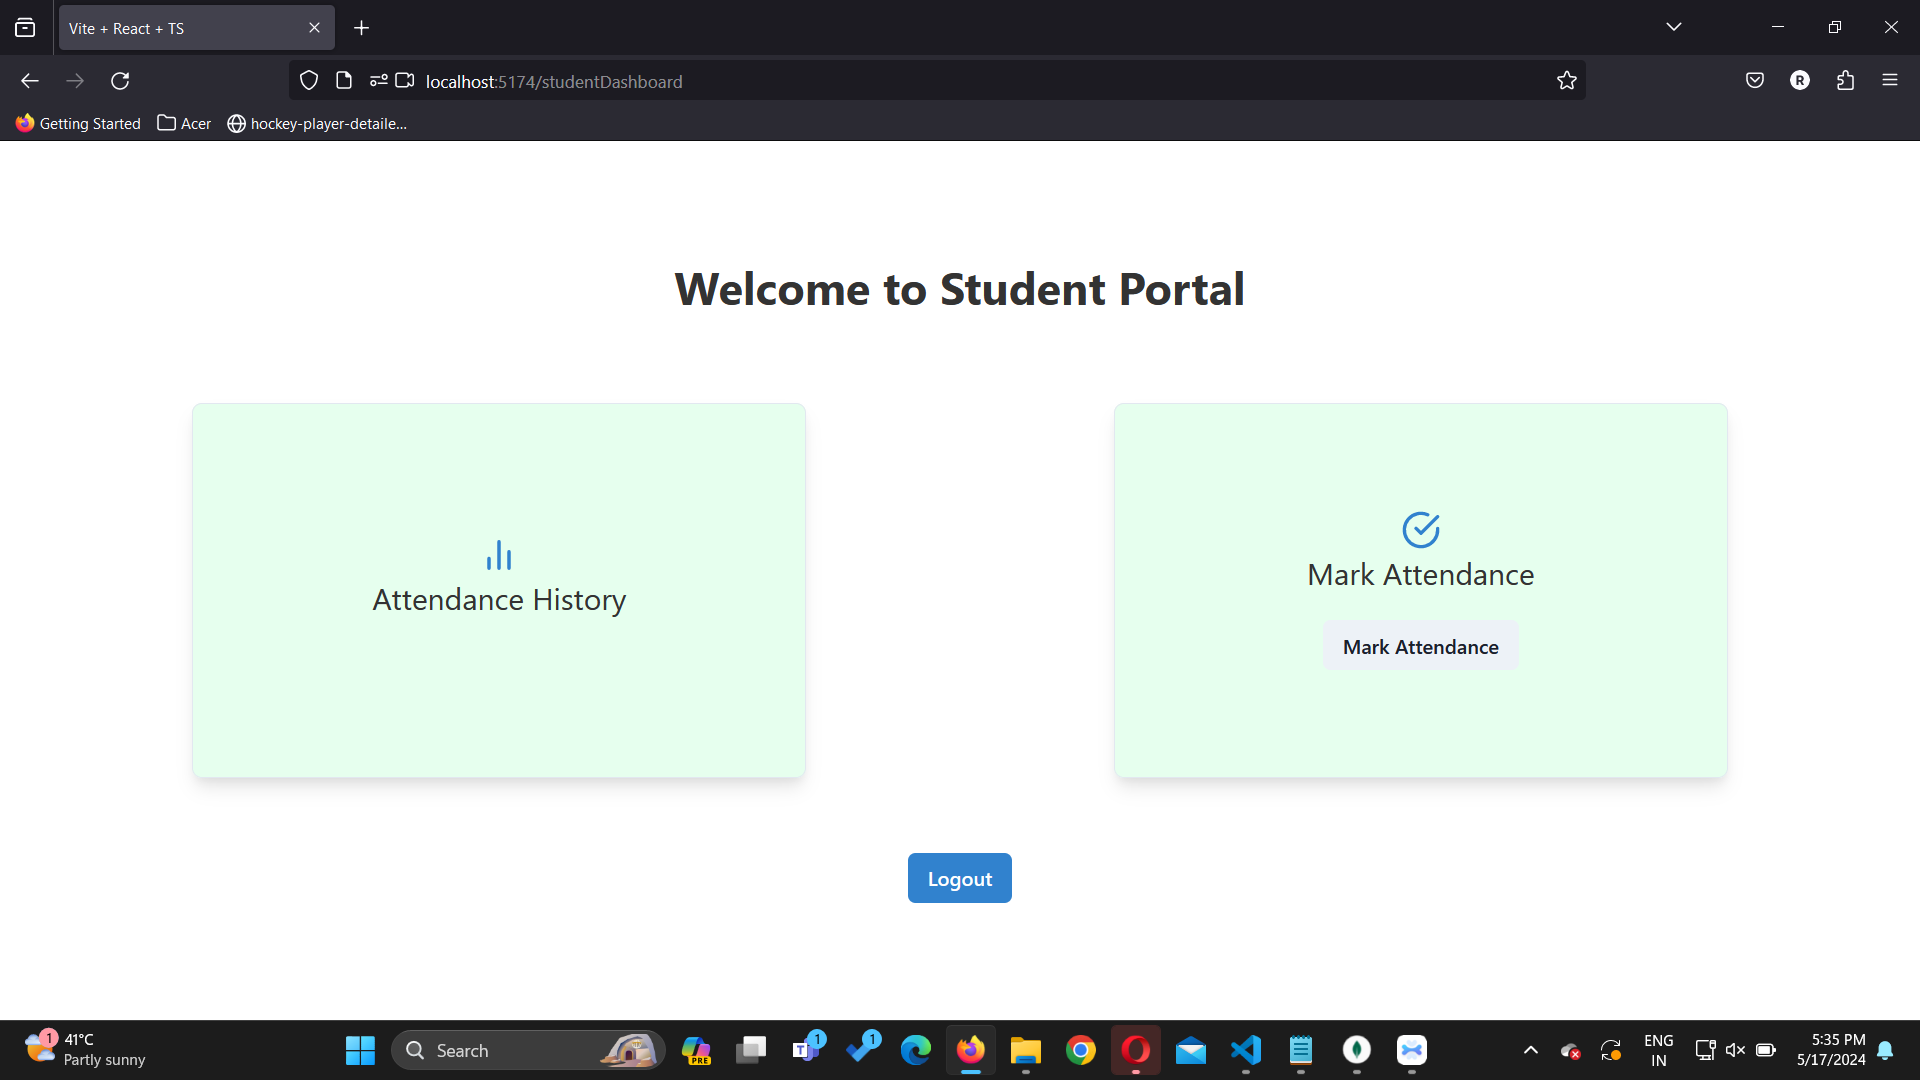 Vite + React + TS
localhost:5174/studentDashboard
R
Getting Started
Acer
hockey-player-detaile...
Welcome to Student Portal
Attendance History
Mark Attendance
Mark Attendance
Logout
1
41°C
Partly sunny
Search
PRE
T
1
1
ENG
IN
5:35 PM
5/17/2024